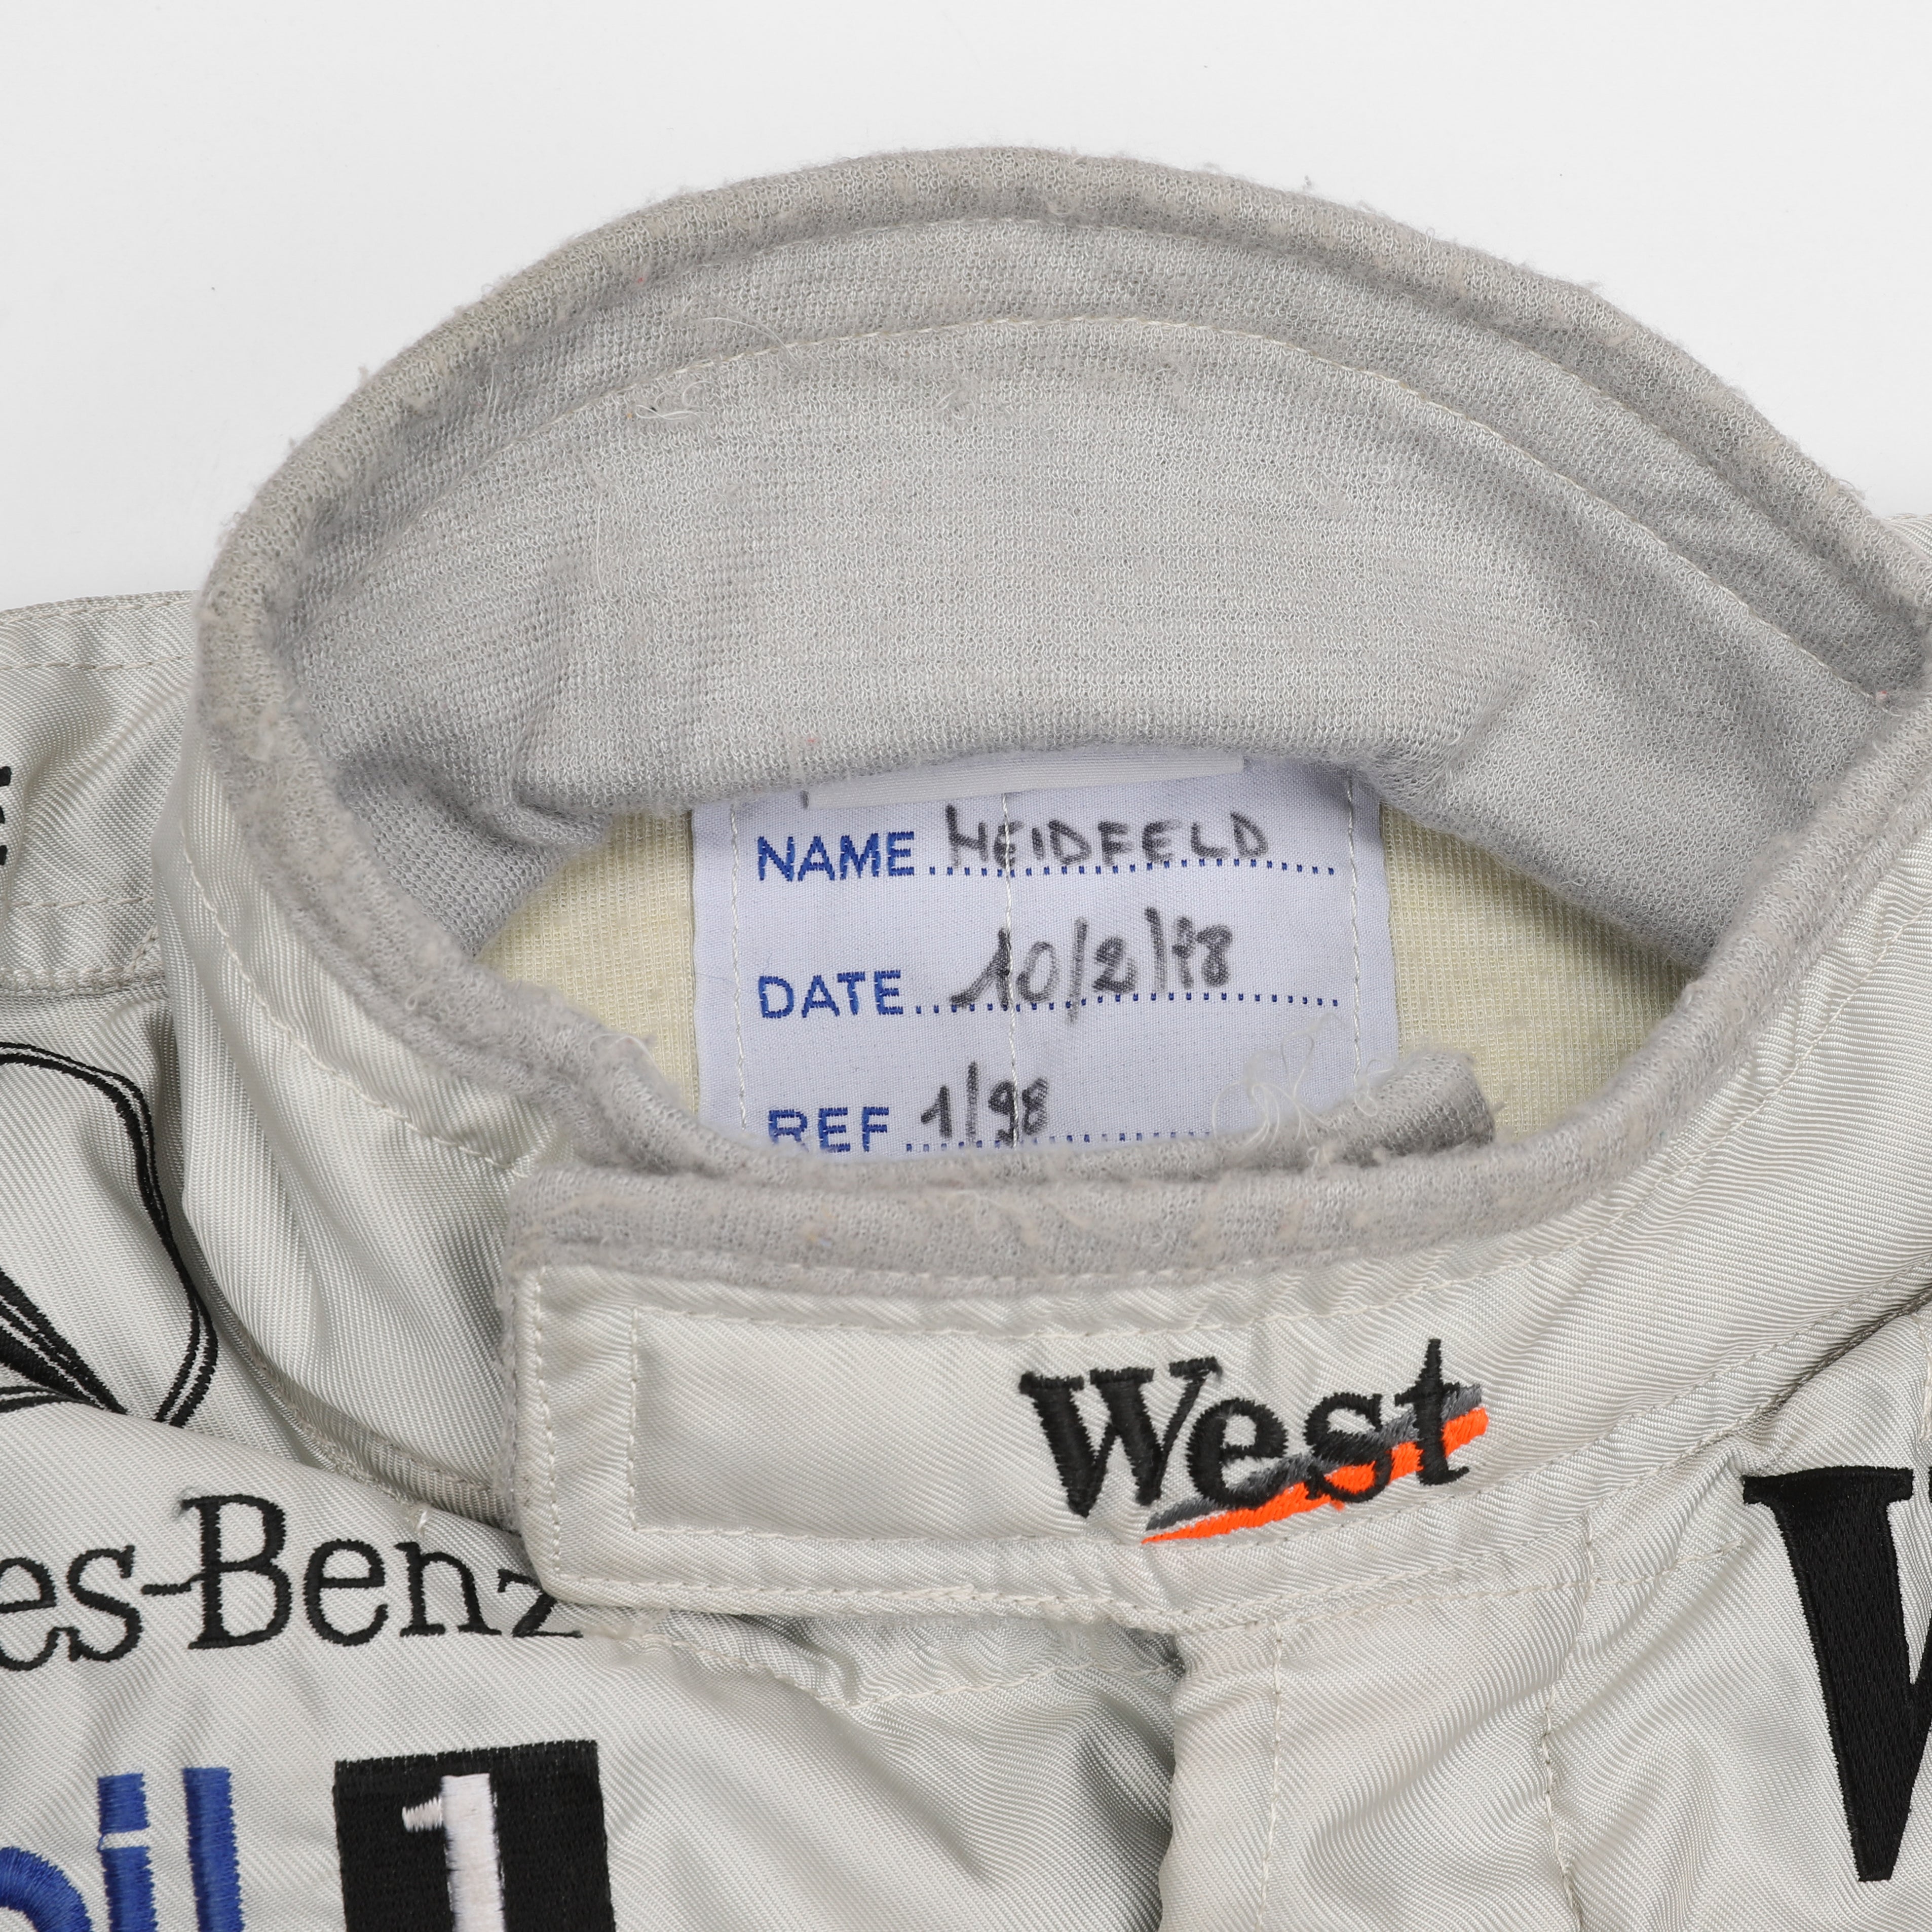 NAME HEIDFELD
DATE 10/2/98
REF 1/98
West
es-Benz
il 1